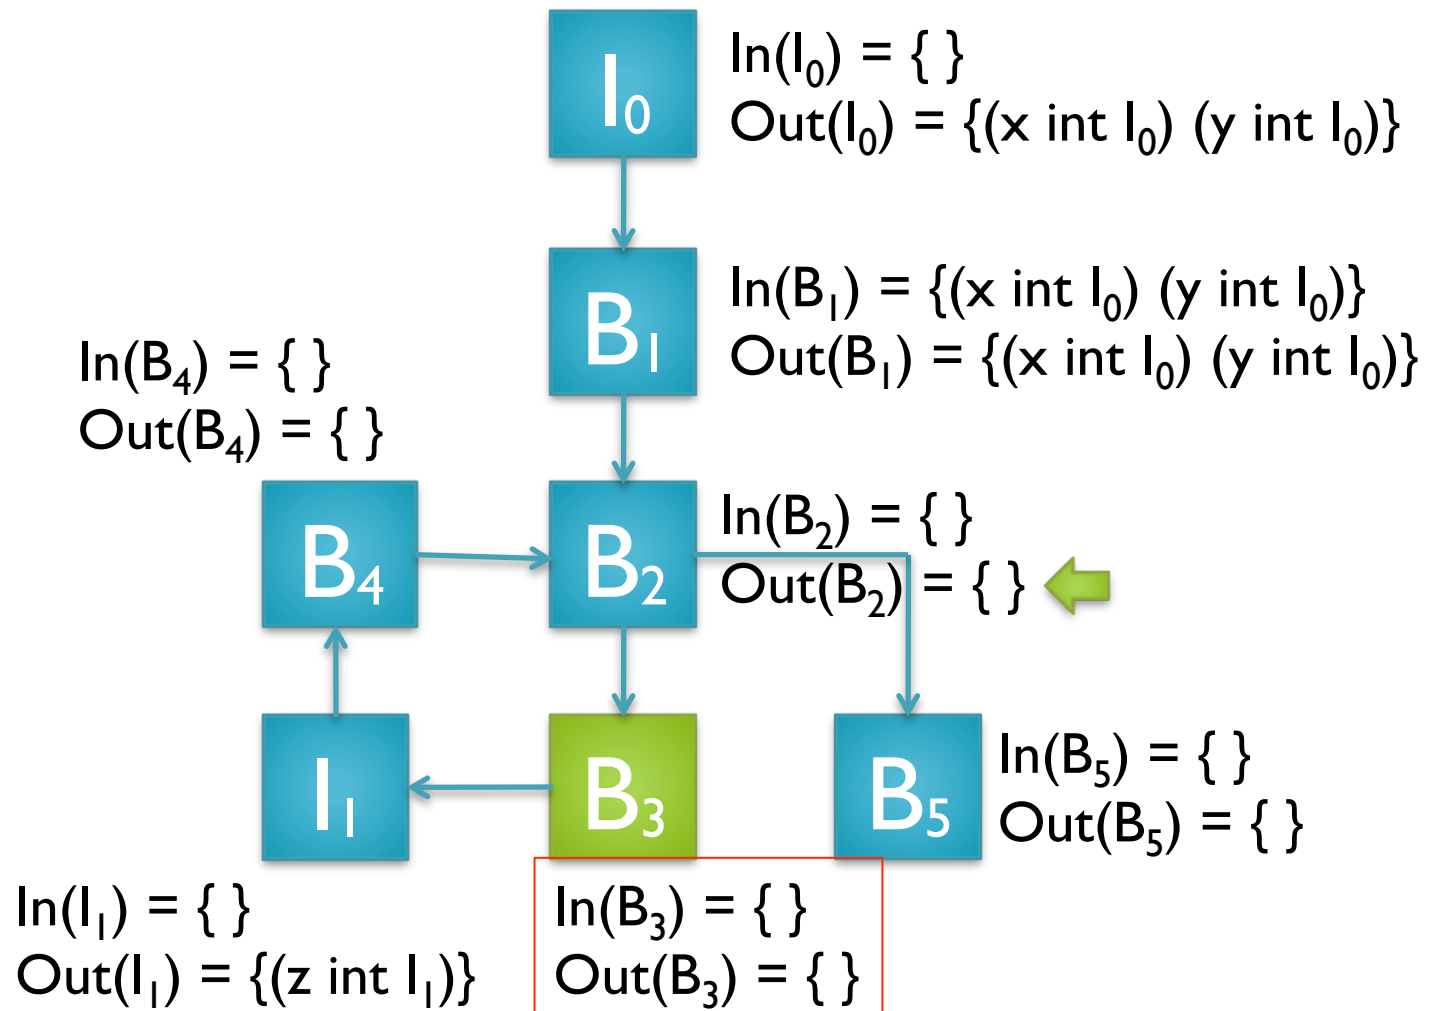 I₀
In(I₀) = { }
Out(I₀) = {(x int I₀) (y int I₀)}
B₁
In(B₁) = {(x int I₀) (y int I₀)}
Out(B₁) = {(x int I₀) (y int I₀)}
In(B₄) = { }
Out(B₄) = { }
B₄
B₂
In(B₂) = { }
Out(B₂) = { }
I₁
B₃
B₅
In(B₅) = { }
Out(B₅) = { }
In(I₁) = { }
Out(I₁) = {(z int I₁)}
In(B₃) = { }
Out(B₃) = { }